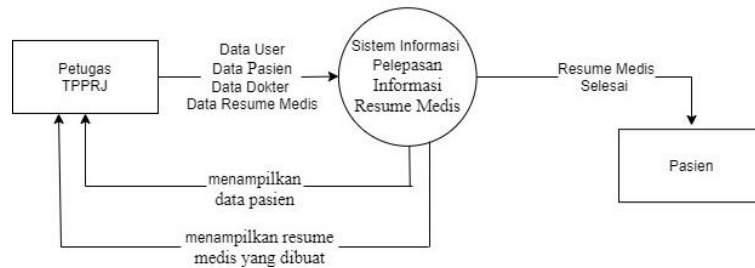 Petugas
TPPRJ
Data User
Data Pasien
Data Dokter
Data Resume Medis
Sistem Informasi
Pelepasan
Informasi
Resume Medis
Resume Medis
Selesai
Pasien
menampilkan
data pasien
menampilkan resume
medis yang dibuat